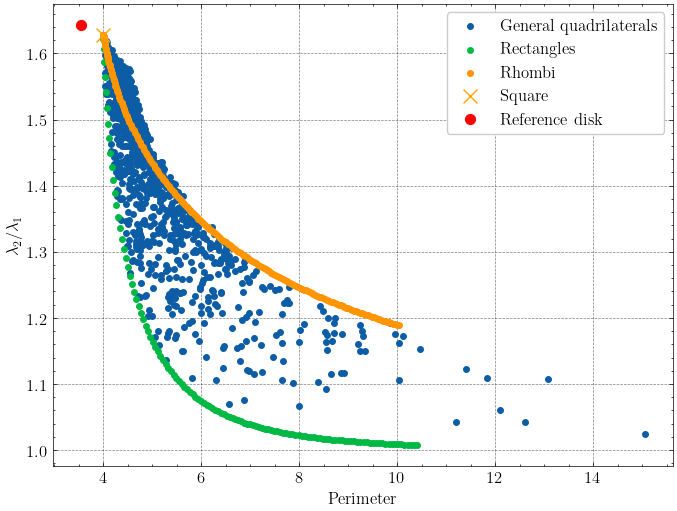 General quadrilaterals
Rectangles
Rhombi
Square
Reference disk
λ₂/λ₁
1.6
1.5
1.4
1.3
1.2
1.1
1.0
4 6 8 10 12 14
Perimeter